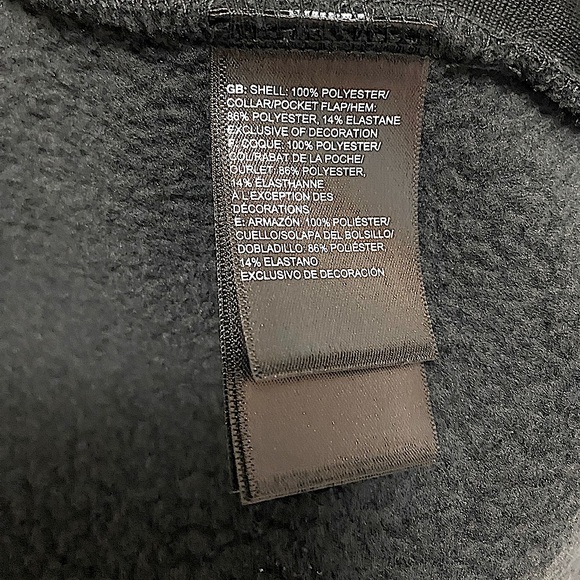 GB: SHELL: 100% POLYESTER/
COLLAR/POCKET FLAP/HEM:
86% POLYESTER, 14% ELASTANE
EXCLUSIVE OF DECORATION
F: COQUE: 100% POLYESTER/
COL/RABAT DE LA POCHE/
OURLET: 86% POLYESTER,
14% ELASTHANNE
À L'EXCEPTION DES
DÉCORATIONS
E: ARMAZÓN: 100% POLIÉSTER/
CUELLO/SOLAPA DEL BOLSILLO/
DOBLADILLO: 86% POLIÉSTER,
14% ELASTANO
EXCLUSIVO DE DECORACIÓN